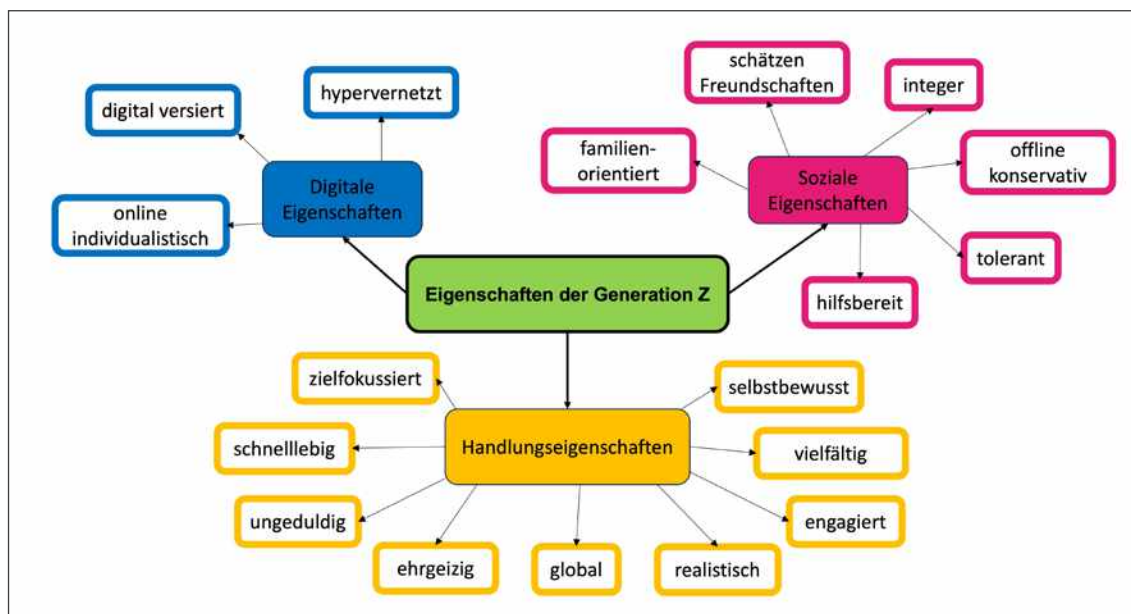 hypervernetzt
digital versiert
online
individualistisch
Digitale
Eigenschaften
schätzen
Freundschaften
integer
familien-
orientiert
offline
konservativ
Soziale
Eigenschaften
tolerant
hilfsbereit
Eigenschaften der Generation Z
zielfokussiert
selbstbewusst
schnelllebig
Handlungseigenschaften
vielfältig
ungeduldig
engagiert
ehrgeizig
global
realistisch